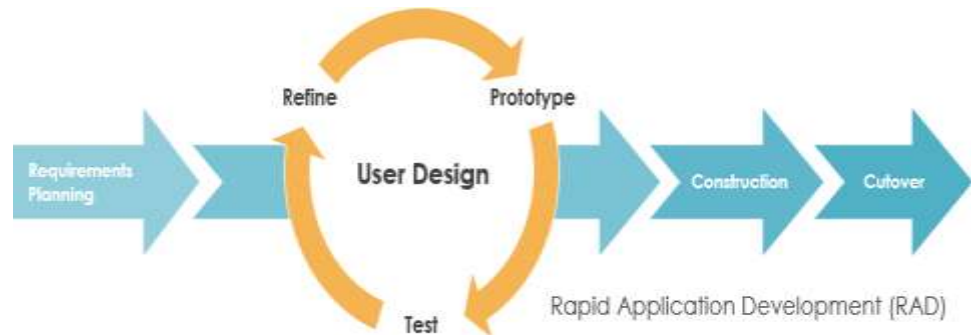 Refine
Prototype
Requirements
Planning
User Design
Construction
Cutover
Test
Rapid Application Development (RAD)